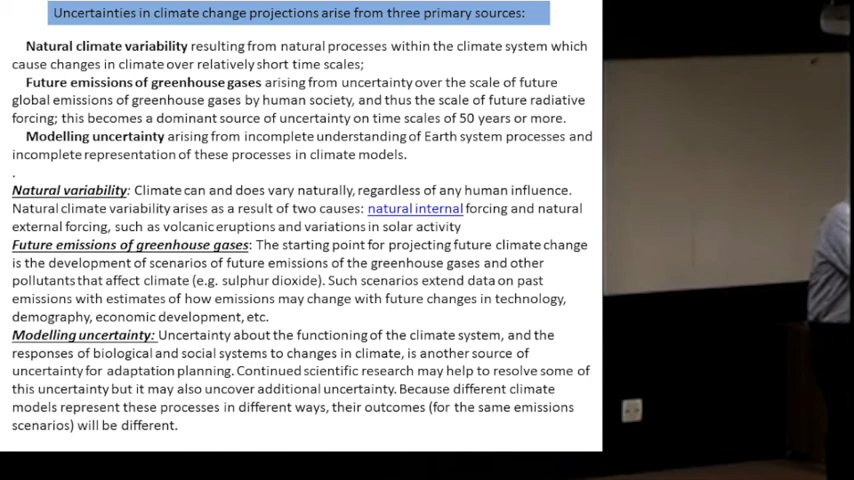 Uncertainties in climate change projections arise from three primary sources:
Natural climate variability resulting from natural processes within the climate system which
cause changes in climate over relatively short time scales;
Future emissions of greenhouse gases arising from uncertainty over the scale of future
global emissions of greenhouse gases by human society, and thus the scale of future radiative
forcing; this becomes a dominant source of uncertainty on time scales of 50 years or more.
Modelling uncertainty arising from incomplete understanding of Earth system processes and
incomplete representation of these processes in climate models.
.
Natural variability: Climate can and does vary naturally, regardless of any human influence.
Natural climate variability arises as a result of two causes: natural internal forcing and natural
external forcing, such as volcanic eruptions and variations in solar activity
Future emissions of greenhouse gases: The starting point for projecting future climate change
is the development of scenarios of future emissions of the greenhouse gases and other
pollutants that affect climate (e.g. sulphur dioxide). Such scenarios extend data on past
emissions with estimates of how emissions may change with future changes in technology,
demography, economic development, etc.
Modelling uncertainty: Uncertainty about the functioning of the climate system, and the
responses of biological and social systems to changes in climate, is another source of
uncertainty for adaptation planning. Continued scientific research may help to resolve some of
this uncertainty but it may also uncover additional uncertainty. Because different climate
models represent these processes in different ways, their outcomes (for the same emissions
scenarios) will be different.